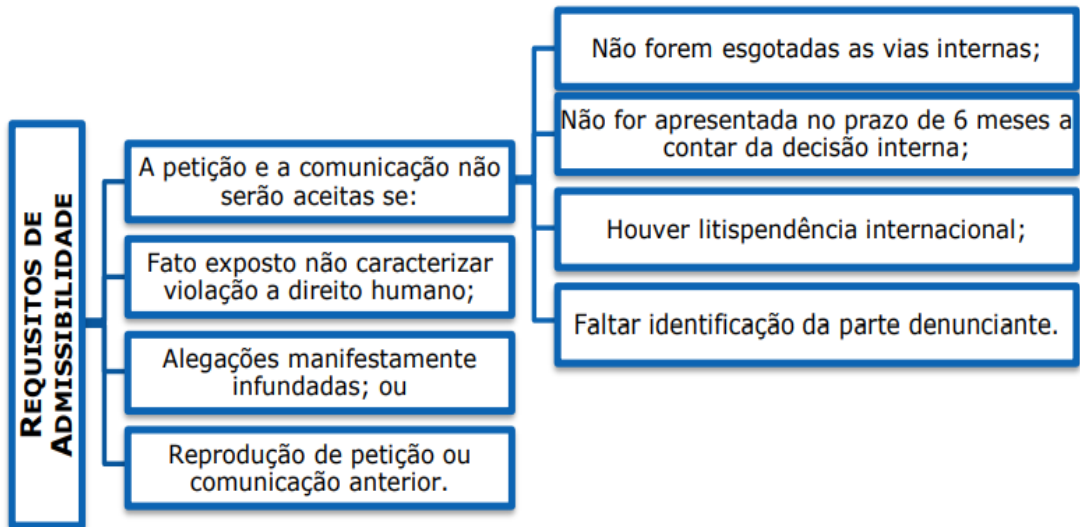 REQUISITOS DE
ADMISSIBILIDADE
A petição e a comunicação não
serão aceitas se:
Não forem esgotadas as vias internas;
Não for apresentada no prazo de 6 meses a
contar da decisão interna;
Houver litispendência internacional;
Faltar identificação da parte denunciante.
Fato exposto não caracterizar
violação a direito humano;
Alegações manifestamente
infundadas; ou
Reprodução de petição ou
comunicação anterior.